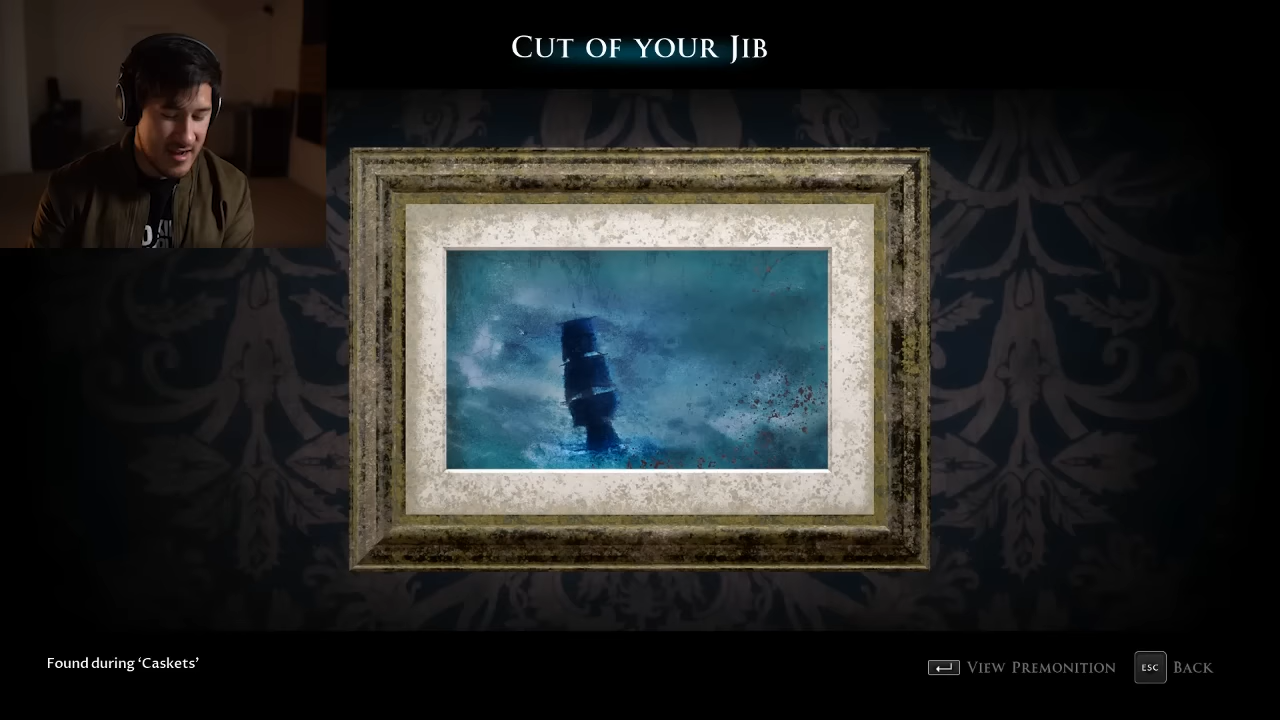 Cut of your Jib
Found during ‘Caskets’
View Premonition
ESC
Back